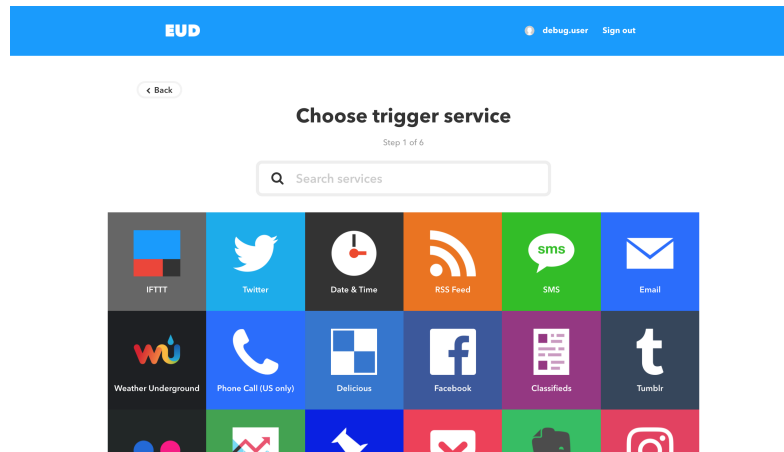 EUD
debug.user Sign out
Back
Choose trigger service
Step 1 of 6
Search services
sms
IFTTT Twitter Date & Time RSS Feed SMS Email
Weather Underground Phone Call (US only) Delicious Facebook Classifieds Tumblr